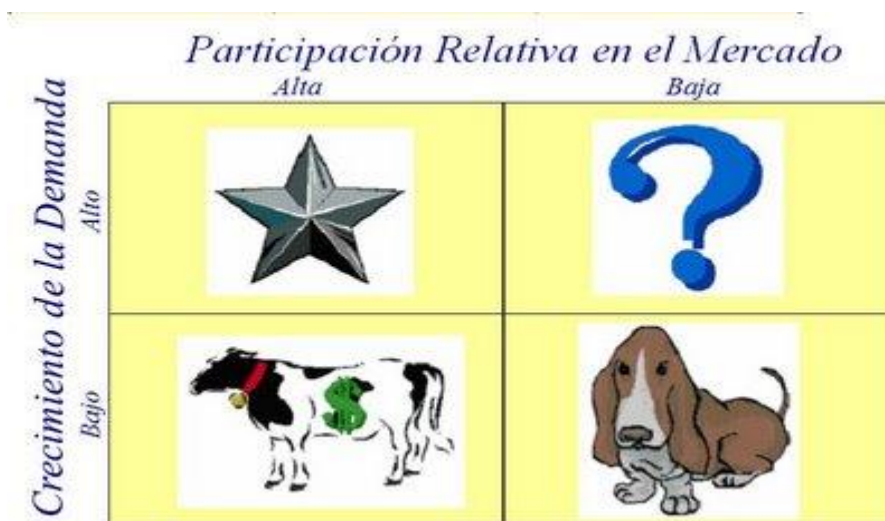 Participación Relativa en el Mercado
Alta
Baja
Crecimiento de la Demanda
Alto
Bajo
$